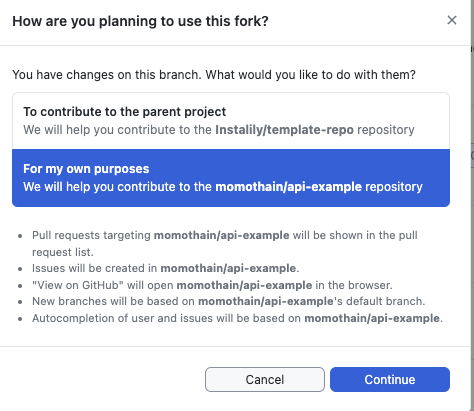 How are you planning to use this fork?
You have changes on this branch. What would you like to do with them?
To contribute to the parent project
We will help you contribute to the Instalily/template-repo repository
For my own purposes
We will help you contribute to the momothain/api-example repository
• Pull requests targeting momothain/api-example will be shown in the pull
request list.
• Issues will be created in momothain/api-example.
• "View on GitHub" will open momothain/api-example in the browser.
• New branches will be based on momothain/api-example's default branch.
• Autocompletion of user and issues will be based on momothain/api-example.
Cancel
Continue